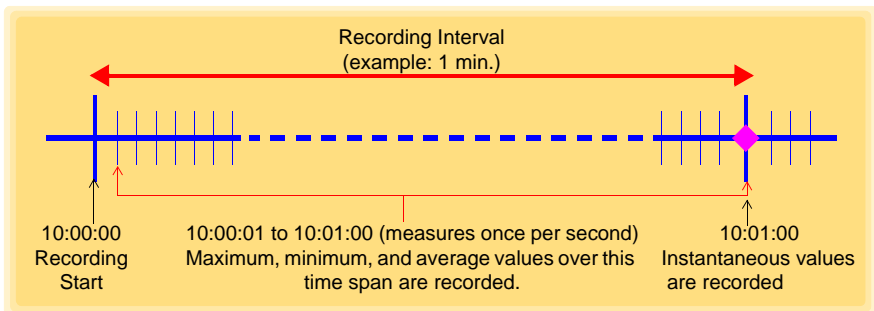 Recording Interval
(example: 1 min.)
10:00:00
Recording
Start
10:00:01 to 10:01:00 (measures once per second)
Maximum, minimum, and average values over this
time span are recorded.
10:01:00
Instantaneous values
are recorded